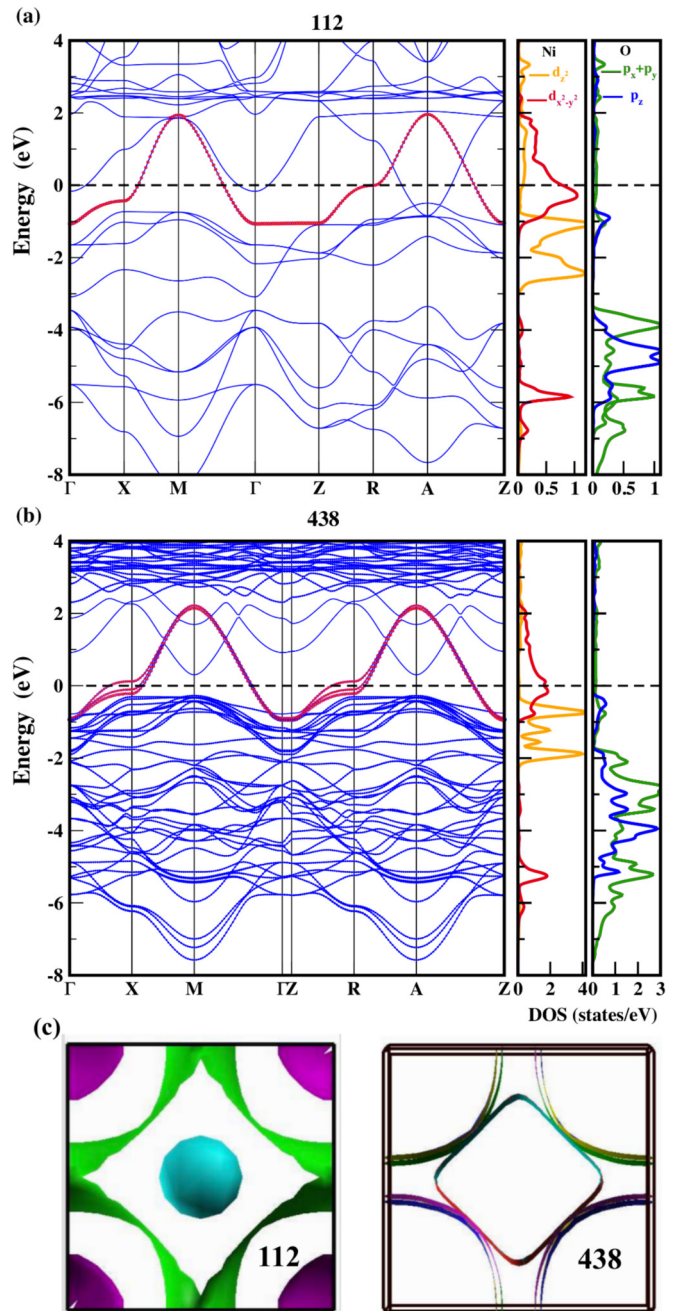 (a)
112
4
2
0
-2
-4
-6
-8
Energy (eV)
Γ X M Γ Z R A Z
Ni
d_z²
d_x²-y²
0 0.5 1
O
p_x+p_y
p_z
0 0.5 1
(b)
438
4
2
0
-2
-4
-6
-8
Energy (eV)
Γ X M ΓZ R A Z
0 2 4
0 1 2 3
DOS (states/eV)
(c)
112
438